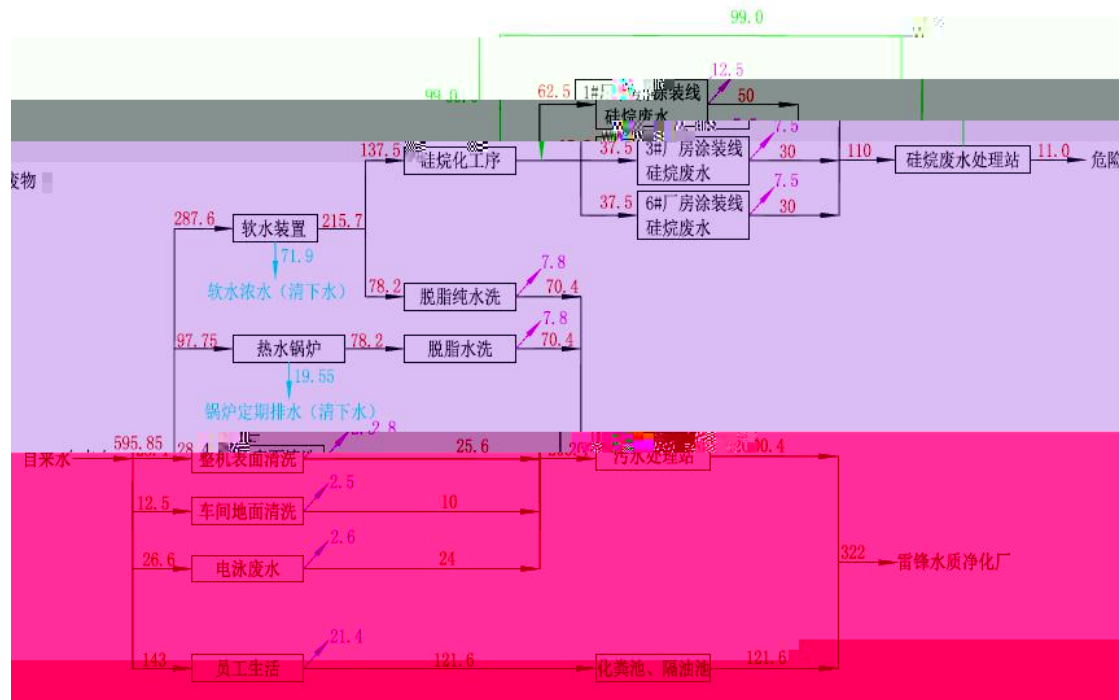 99.0
12.5
62.5
涂装线
50
硅烷废水
7.5
137.5
硅烷化工序
37.5
3#厂房涂装线
硅烷废水
30
110
硅烷废水处理站
11.0
危险
废物
7.5
37.5
6#厂房涂装线
硅烷废水
30
287.6
软水装置
215.7
71.9
软水浓水（清下水）
7.8
78.2
脱脂纯水洗
70.4
7.8
97.75
热水锅炉
78.2
脱脂水洗
70.4
19.55
锅炉定期排水（清下水）
595.85
自来水
整机表面清洗
25.6
污水处理站
2.5
12.5
车间地面清洗
10
2.6
26.6
电泳废水
24
322
雷锋水质净化厂
21.4
143
员工生活
121.6
化粪池、隔油池
121.6